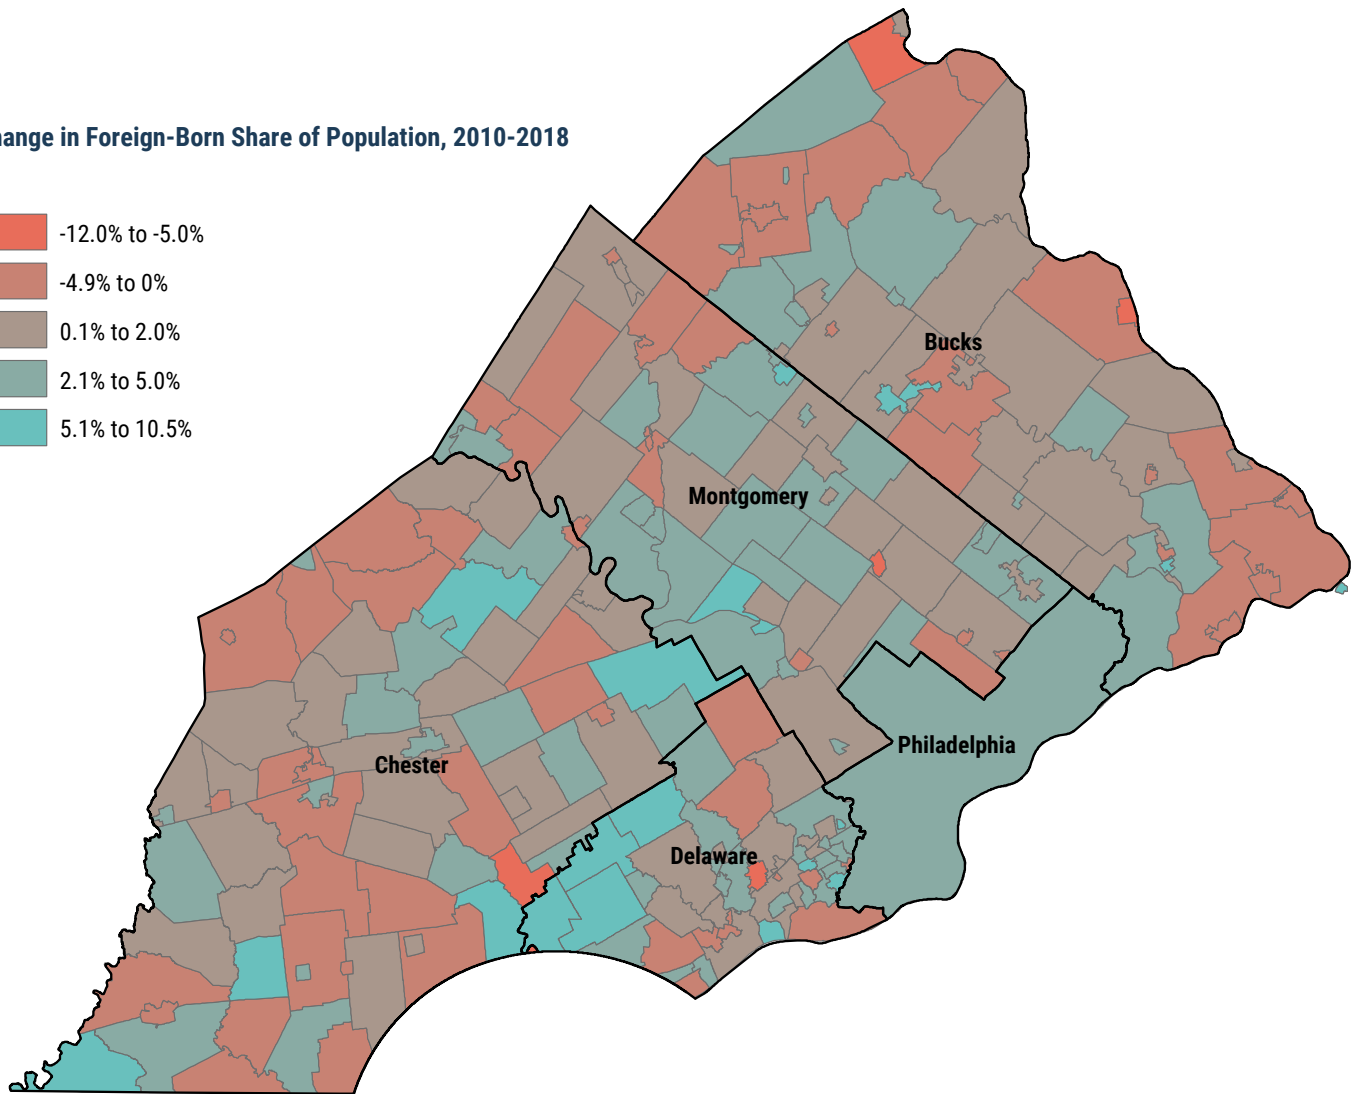 hange in Foreign-Born Share of Population, 2010-2018
-12.0% to -5.0%
-4.9% to 0%
0.1% to 2.0%
2.1% to 5.0%
5.1% to 10.5%
Bucks
Montgomery
Philadelphia
Chester
Delaware